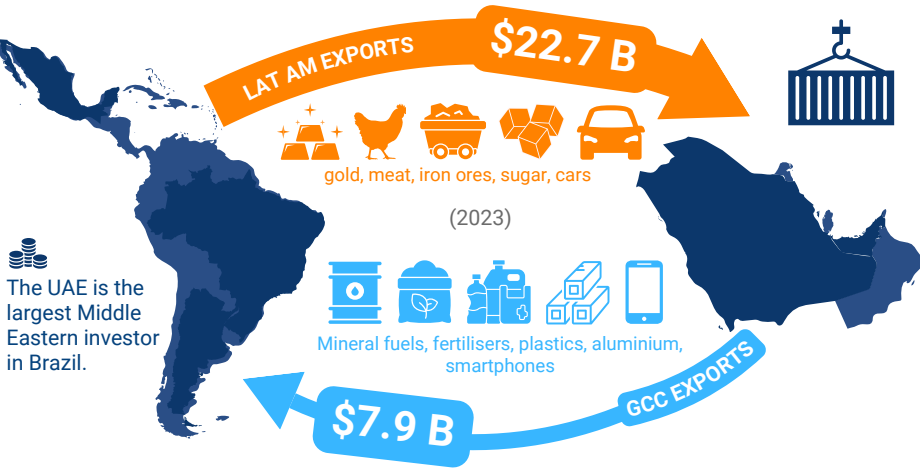 LAT AM EXPORTS
$22.7 B
gold, meat, iron ores, sugar, cars
(2023)
The UAE is the
largest Middle
Eastern investor
in Brazil.
Mineral fuels, fertilisers, plastics, aluminium,
smartphones
GCC EXPORTS
$7.9 B